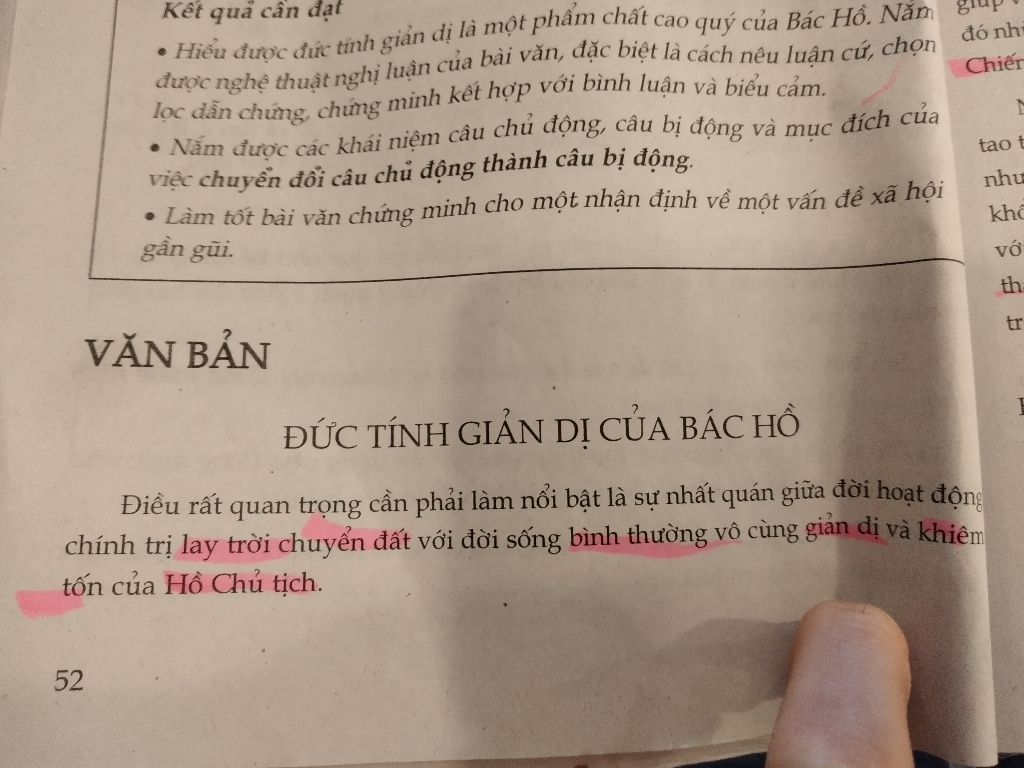 Kết quả cần đạt
• Hiểu được đức tính giản dị là một phẩm chất cao quý của Bác Hồ. Nắm
được nghệ thuật nghị luận của bài văn, đặc biệt là cách nêu luận cứ, chọn
lọc dẫn chứng, chứng minh kết hợp với bình luận và biểu cảm.
• Nắm được các khái niệm câu chủ động, câu bị động và mục đích của
việc chuyển đổi câu chủ động thành câu bị động.
• Làm tốt bài văn chứng minh cho một nhận định về một vấn đề xã hội
gần gũi.
VĂN BẢN
ĐỨC TÍNH GIẢN DỊ CỦA BÁC HỒ
Điều rất quan trọng cần phải làm nổi bật là sự nhất quán giữa đời hoạt động
chính trị lay trời chuyển đất với đời sống bình thường vô cùng giản dị và khiêm
tốn của Hồ Chủ tịch.
52
đó
tao